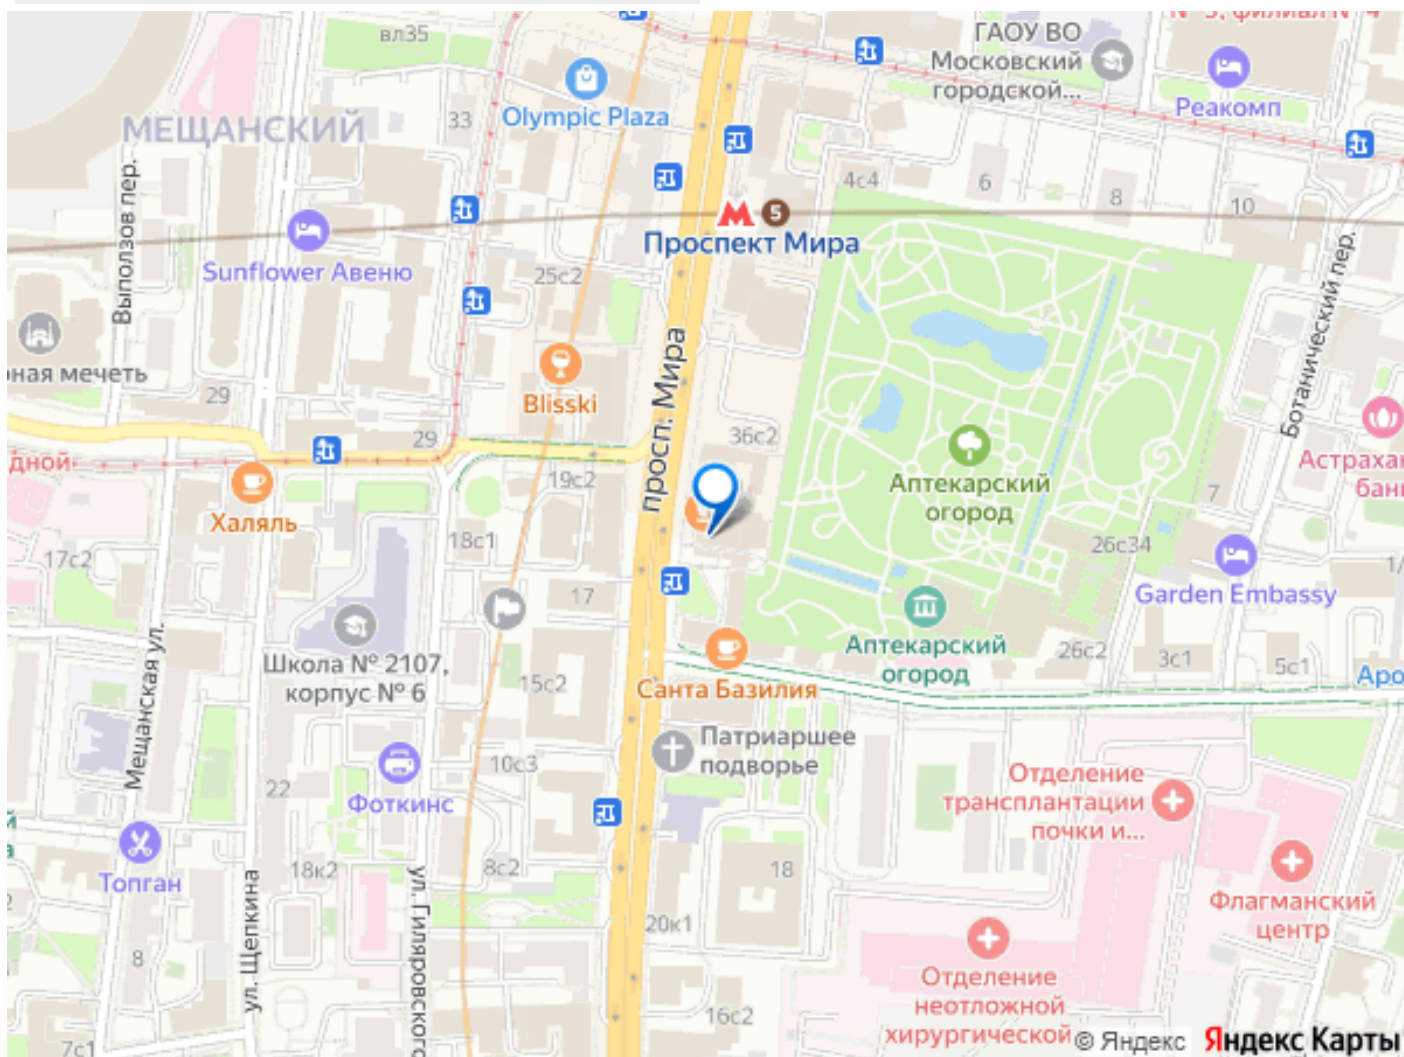 вл35
ГАОУ ВО
Московский
городской...
Реакомп
Olympic Plaza
33
МЕЩАНСКИЙ
Выползов пер.
4с4
6
8
10
5
Проспект Мира
Sunflower Авеню
25с2
Ботанический пер.
ная мечеть
29
Blisski
просп. Мира
36с2
29
дной
Халяль
19с2
Аптекарский
огород
7
Астраха
бан
17с2
18с1
26с34
Garden Embassy
1/
17
Школа № 2107,
корпус № 6
Мещанская ул.
15с2
Санта Базилия
Аптекарский
огород
26с2
3с1
5с1
Аро
Патриаршее
подворье
10с3
Фоткинс
22
Отделение
трансплантации
почки и...
й
а
Топган
18к2
8с2
18
Флагманский
центр
ул. Щепкина
ул. Гиляровского
20к1
8
Отделение
неотложной
хирургической
16с2
7с1
© Яндекс Яндекс Карты